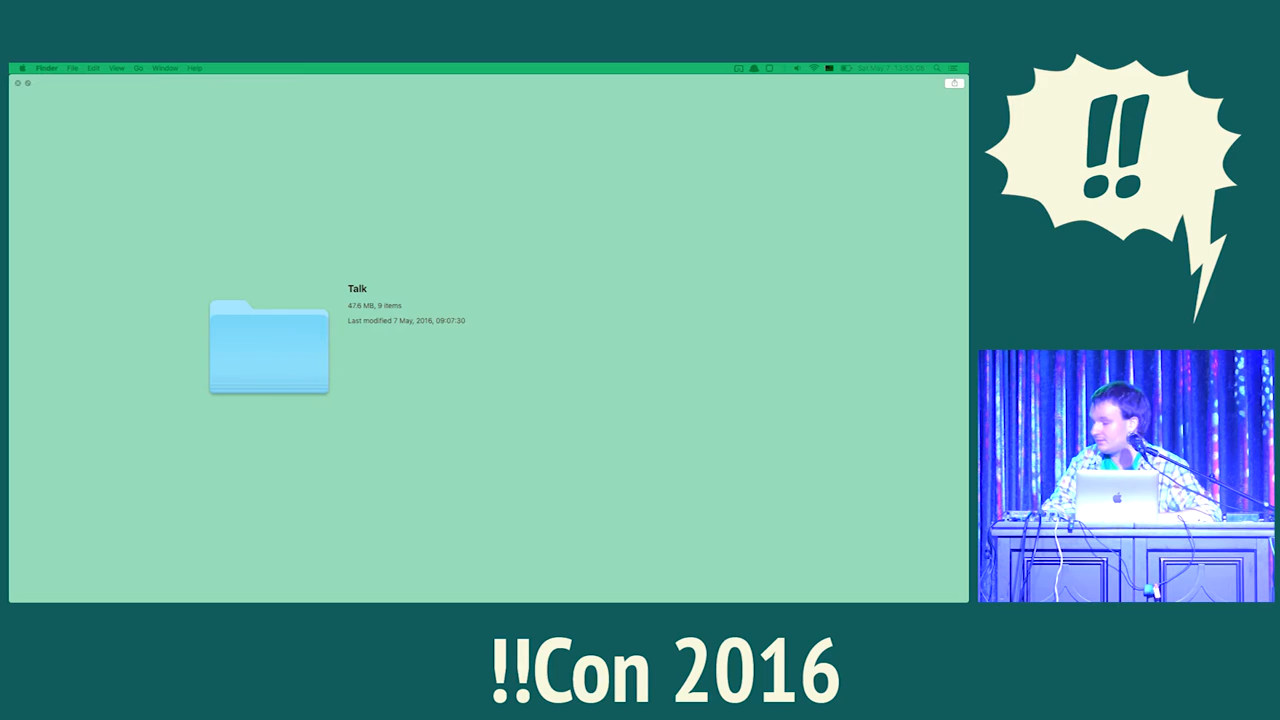 Finder File Edit View Go Window Help
Talk
47.6 MB, 9 items
Last modified 7 May, 2016, 09:07:30
!!
!!Con 2016